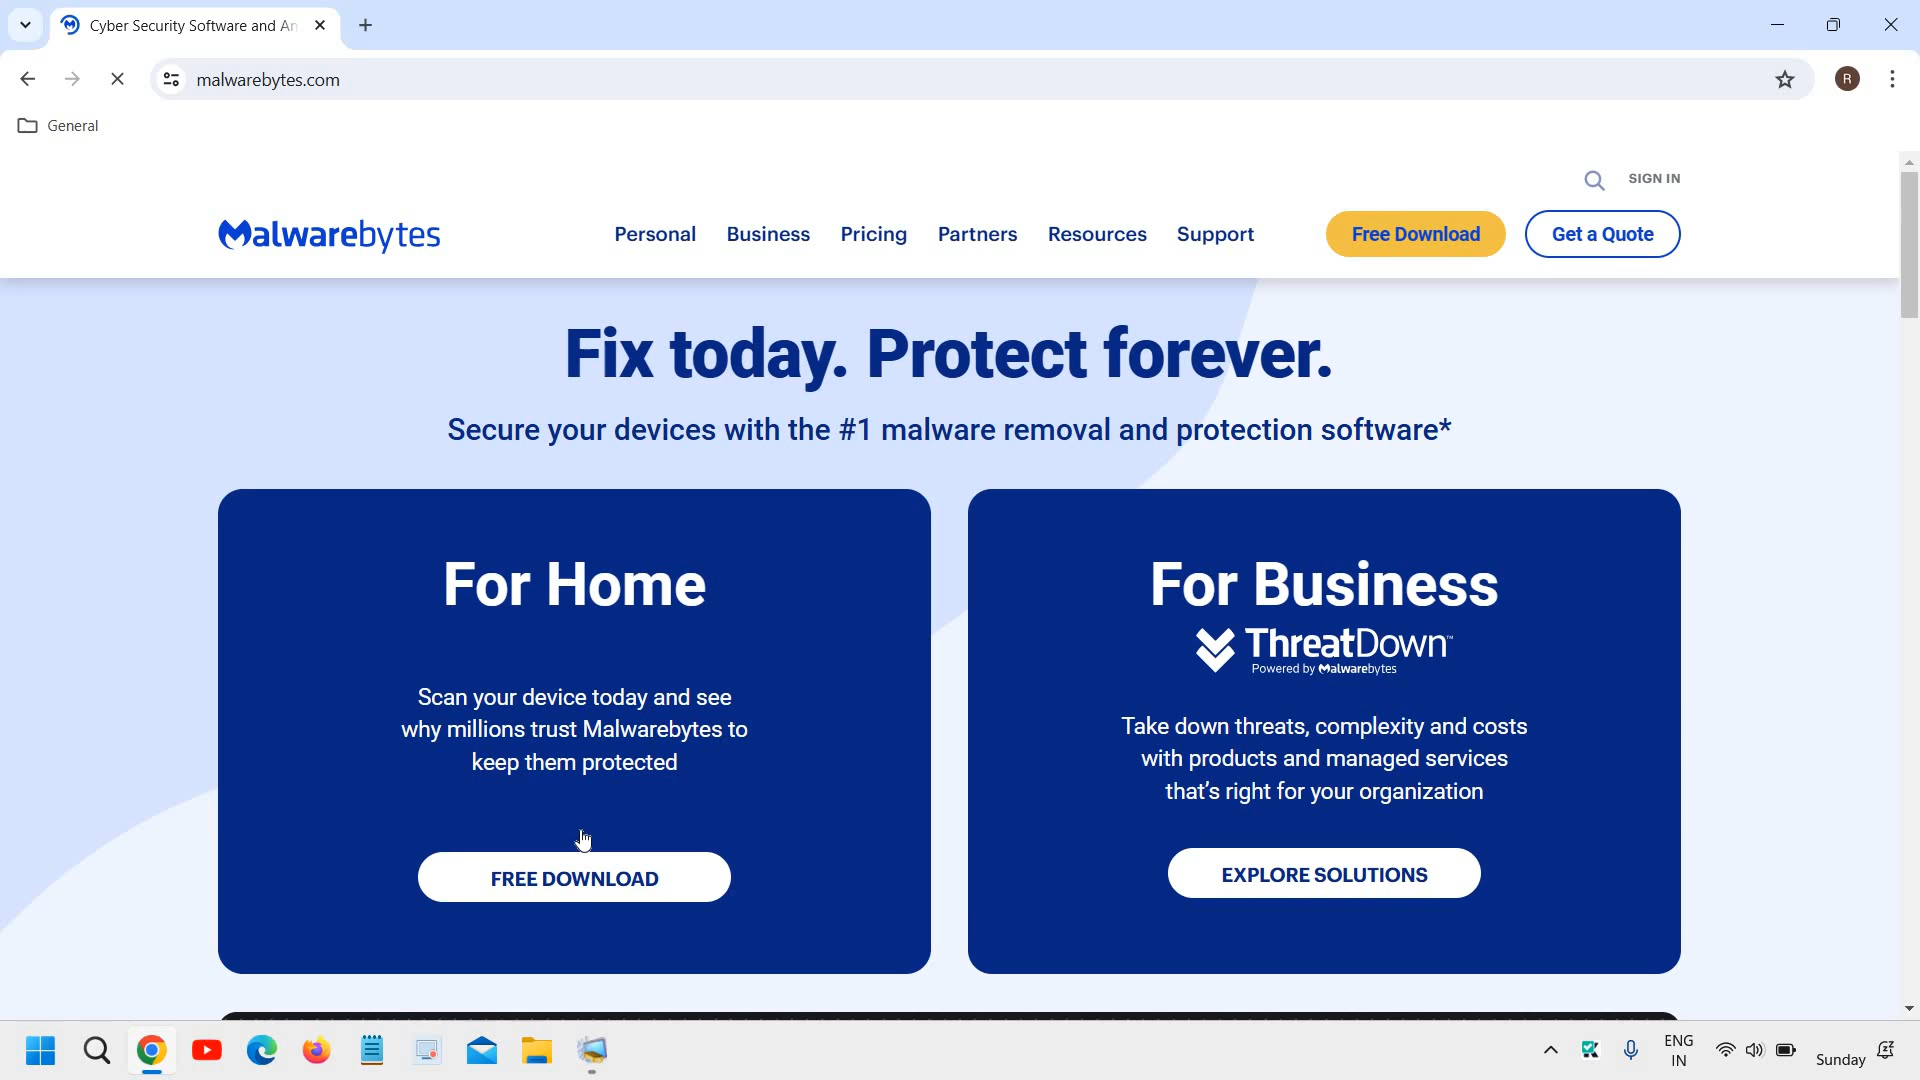 Cyber Security Software and An
malwarebytes.com
R
General
SIGN IN
Malwarebytes
Personal
Business
Pricing
Partners
Resources
Support
Free Download
Get a Quote
Fix today. Protect forever.
Secure your devices with the #1 malware removal and protection software*
For Home
Scan your device today and see
why millions trust Malwarebytes to
keep them protected
FREE DOWNLOAD
For Business
ThreatDown™
Powered by Malwarebytes
Take down threats, complexity and costs
with products and managed services
that's right for your organization
EXPLORE SOLUTIONS
ENG
IN
Sunday